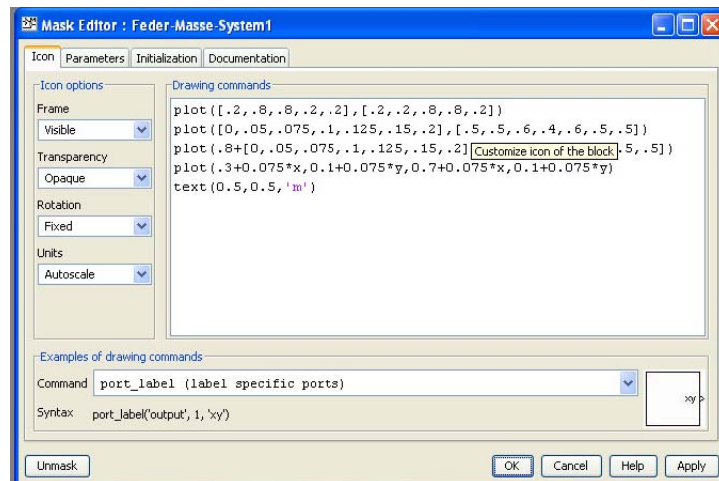 Mask Editor : Feder-Masse-System1
Icon Parameters Initialization Documentation
Icon options
Frame
Visible
Transparency
Opaque
Rotation
Fixed
Units
Autoscale
Drawing commands
plot([.2,.8,.8,.2,.2],[.2,.2,.8,.8,.2])
plot([0,.05,.075,.1,.125,.15,.2],[.5,.5,.6,.4,.6,.5,.5])
plot(.8+[0,.05,.075,.1,.125,.15,.2] Customize icon of the block .5,.5])
plot(.3+0.075*x,0.1+0.075*y,0.7+0.075*x,0.1+0.075*y)
text(0.5,0.5,'m')
Examples of drawing commands
Command port_label (label specific ports)
Syntax port_label('output', 1, 'xy')
xy >
Unmask OK Cancel Help Apply